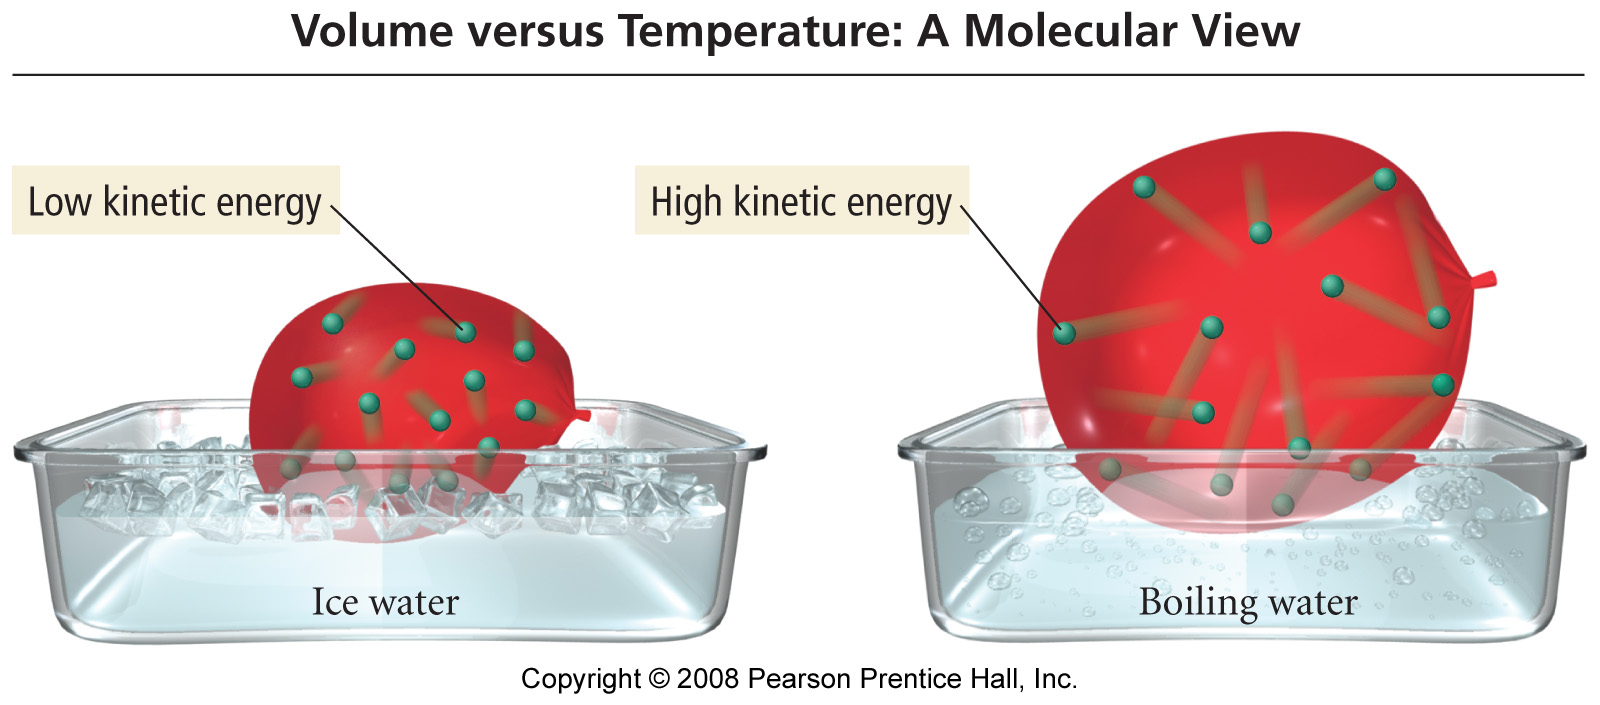 Volume versus Temperature: A Molecular View
Low kinetic energy
High kinetic energy
Ice water
Boiling water
Copyright © 2008 Pearson Prentice Hall, Inc.